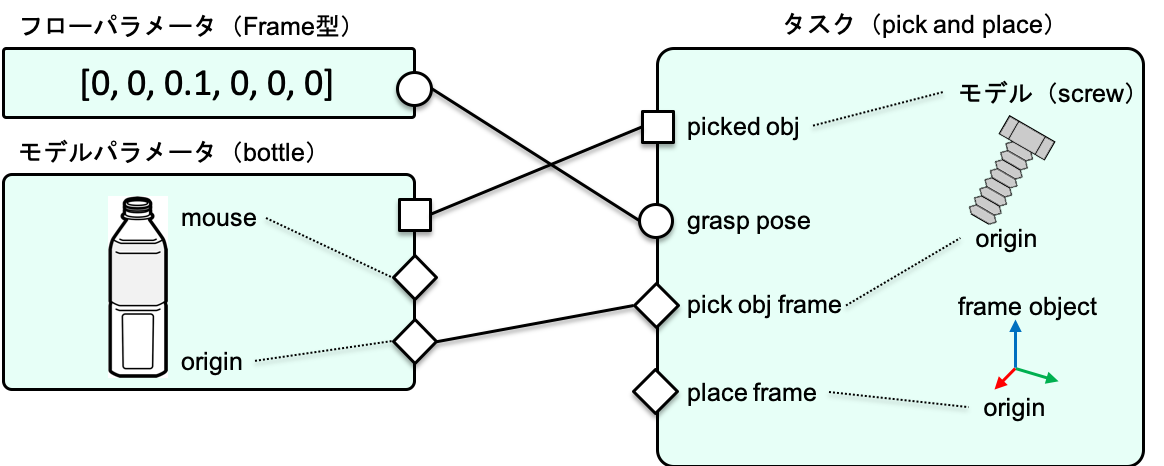 フローパラメータ（Frame型）
[0, 0, 0.1, 0, 0, 0]
モデルパラメータ（bottle）
mouse
origin
タスク（pick and place）
モデル（screw）
picked obj
grasp pose
origin
pick obj frame
frame object
place frame
origin